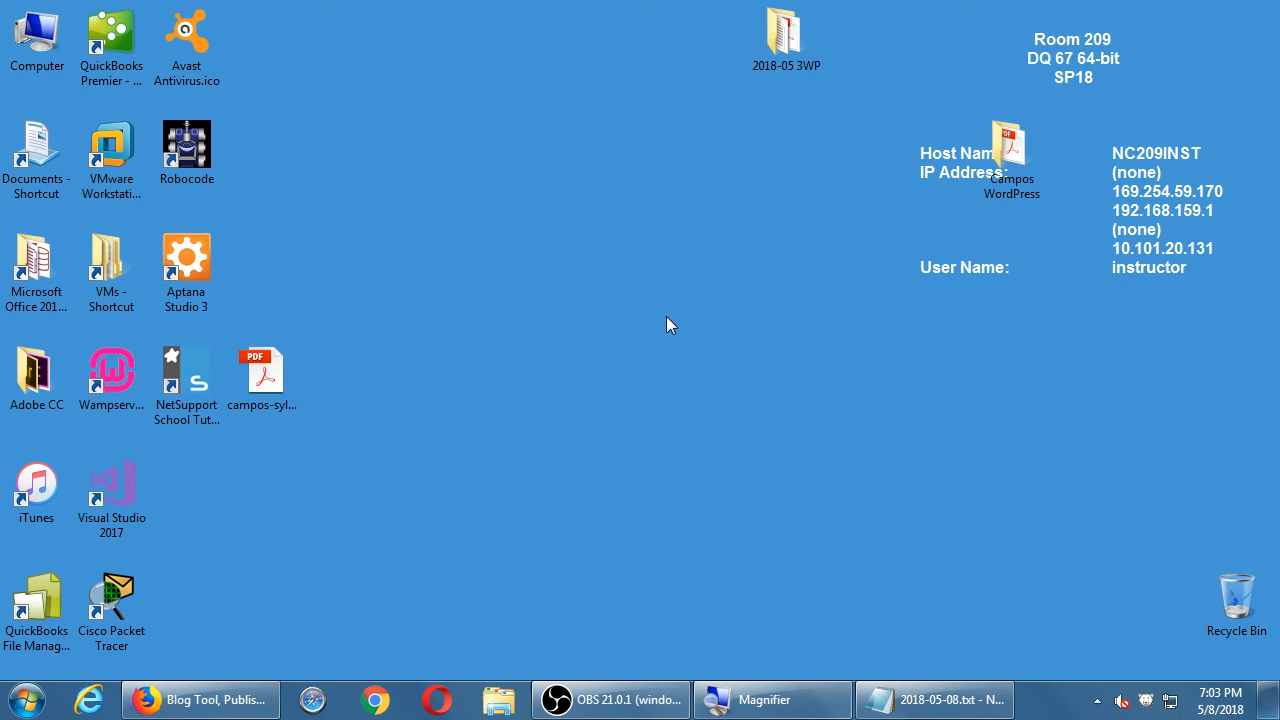 Computer
QuickBooks
Premier - ...
Avast
Antivirus.ico
2018-05 3WP
Room 209
DQ 67 64-bit
SP18
Documents -
Shortcut
VMware
Workstati...
Robocode
PDF
Campos
WordPress
Host Nam
NC209INST
IP Address:
(none)
169.254.59.170
192.168.159.1
(none)
10.101.20.131
User Name:
instructor
Microsoft
Office 201...
VMs -
Shortcut
Aptana
Studio 3
Adobe CC
Wampserv...
NetSupport
School Tut...
PDF
campos-syl...
iTunes
Visual Studio
2017
QuickBooks
File Manag...
Cisco Packet
Tracer
Recycle Bin
Blog Tool, Publis...
OBS 21.0.1 (windo...
Magnifier
2018-05-08.txt - N...
7:03 PM
5/8/2018